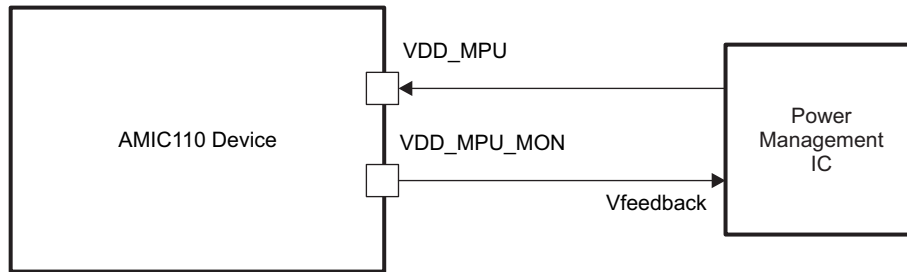 VDD_MPU
AMIC110 Device
VDD_MPU_MON
Vfeedback
Power
Management
IC